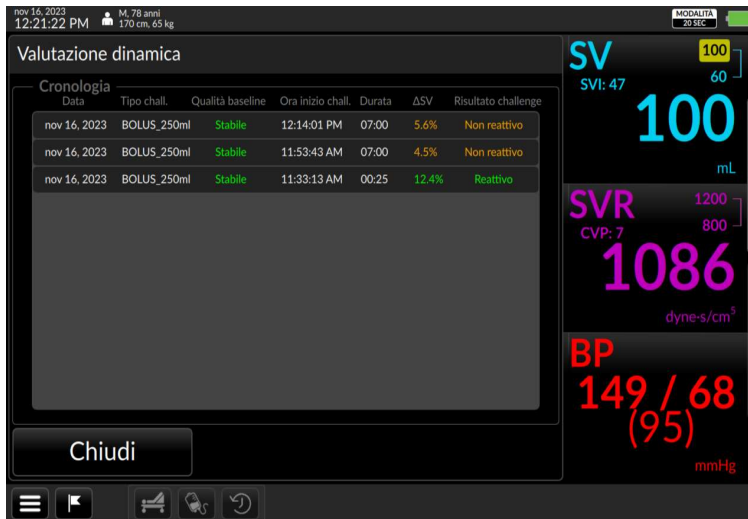 nov 16, 2023
12:21:22 PM
M, 78 anni
170 cm, 65 kg
MODALITÀ
20 SEC
Valutazione dinamica
Cronologia
Data Tipo chall. Qualità baseline Ora inizio chall. Durata ΔSV Risultato challenge
nov 16, 2023 BOLUS_250ml Stabile 12:14:01 PM 07:00 5.6% Non reattivo
nov 16, 2023 BOLUS_250ml Stabile 11:53:43 AM 07:00 4.5% Non reattivo
nov 16, 2023 BOLUS_250ml Stabile 11:33:13 AM 00:25 12.4% Reattivo
Chiudi
SV
100
SVI: 47
60
100
mL
SVR
1200
CVP: 7
800
1086
dyne·s/cm⁵
BP
149 / 68
(95)
mmHg